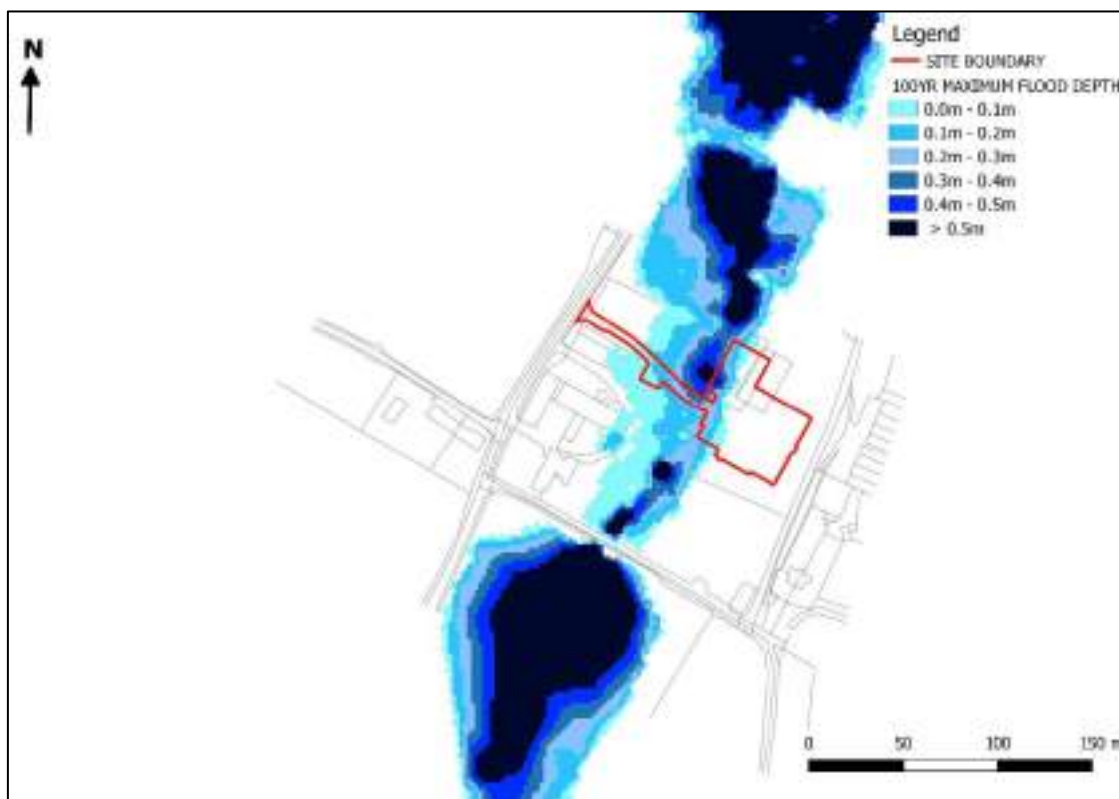 N
Legend
SITE BOUNDARY
100YR MAXIMUM FLOOD DEPTH
0.0m - 0.1m
0.1m - 0.2m
0.2m - 0.3m
0.3m - 0.4m
0.4m - 0.5m
> 0.5m
0 50 100 150 m